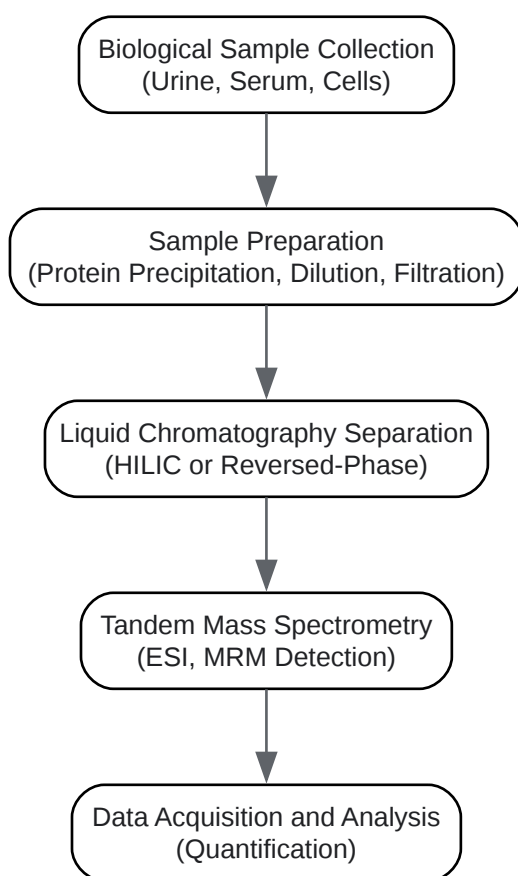 Biological Sample Collection
(Urine, Serum, Cells)
Sample Preparation
(Protein Precipitation, Dilution, Filtration)
Liquid Chromatography Separation
(HILIC or Reversed-Phase)
Tandem Mass Spectrometry
(ESI, MRM Detection)
Data Acquisition and Analysis
(Quantification)